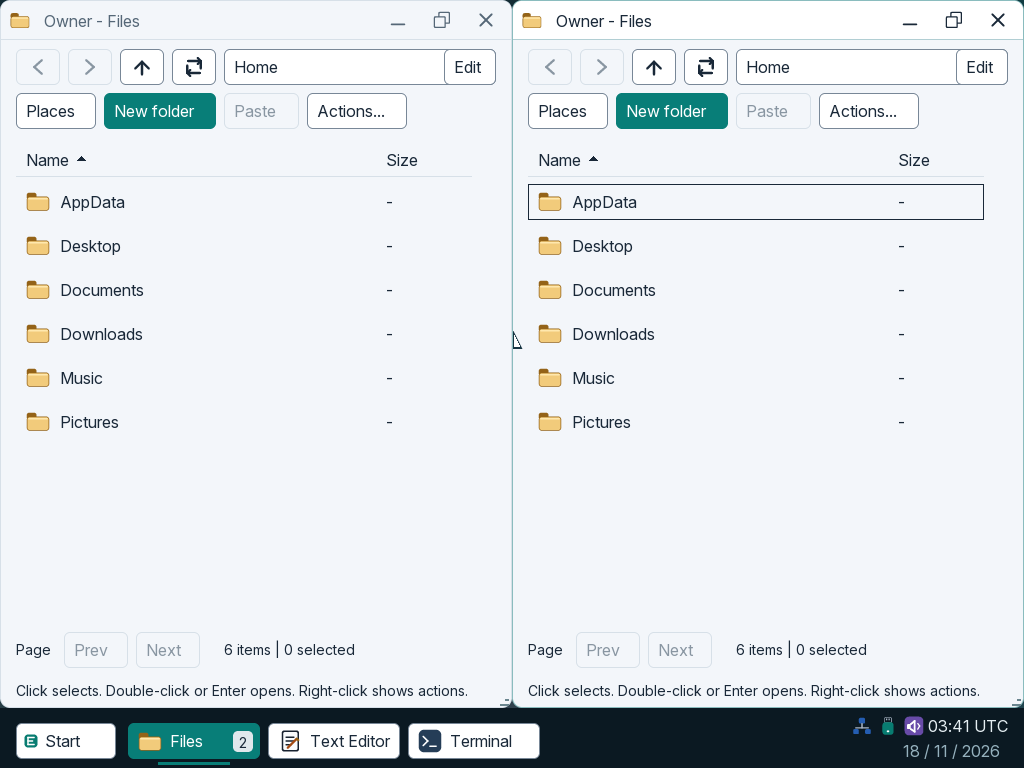 Owner - Files
Home
Edit
Places
New folder
Paste
Actions...
Name
Size
AppData
-
Desktop
-
Documents
-
Downloads
-
Music
-
Pictures
-
Page
Prev
Next
6 items | 0 selected
Click selects. Double-click or Enter opens. Right-click shows actions.
Owner - Files
Home
Edit
Places
New folder
Paste
Actions...
Name
Size
AppData
-
Desktop
-
Documents
-
Downloads
-
Music
-
Pictures
-
Page
Prev
Next
6 items | 0 selected
Click selects. Double-click or Enter opens. Right-click shows actions.
Start
Files
2
Text Editor
Terminal
03:41 UTC
18 / 11 / 2026